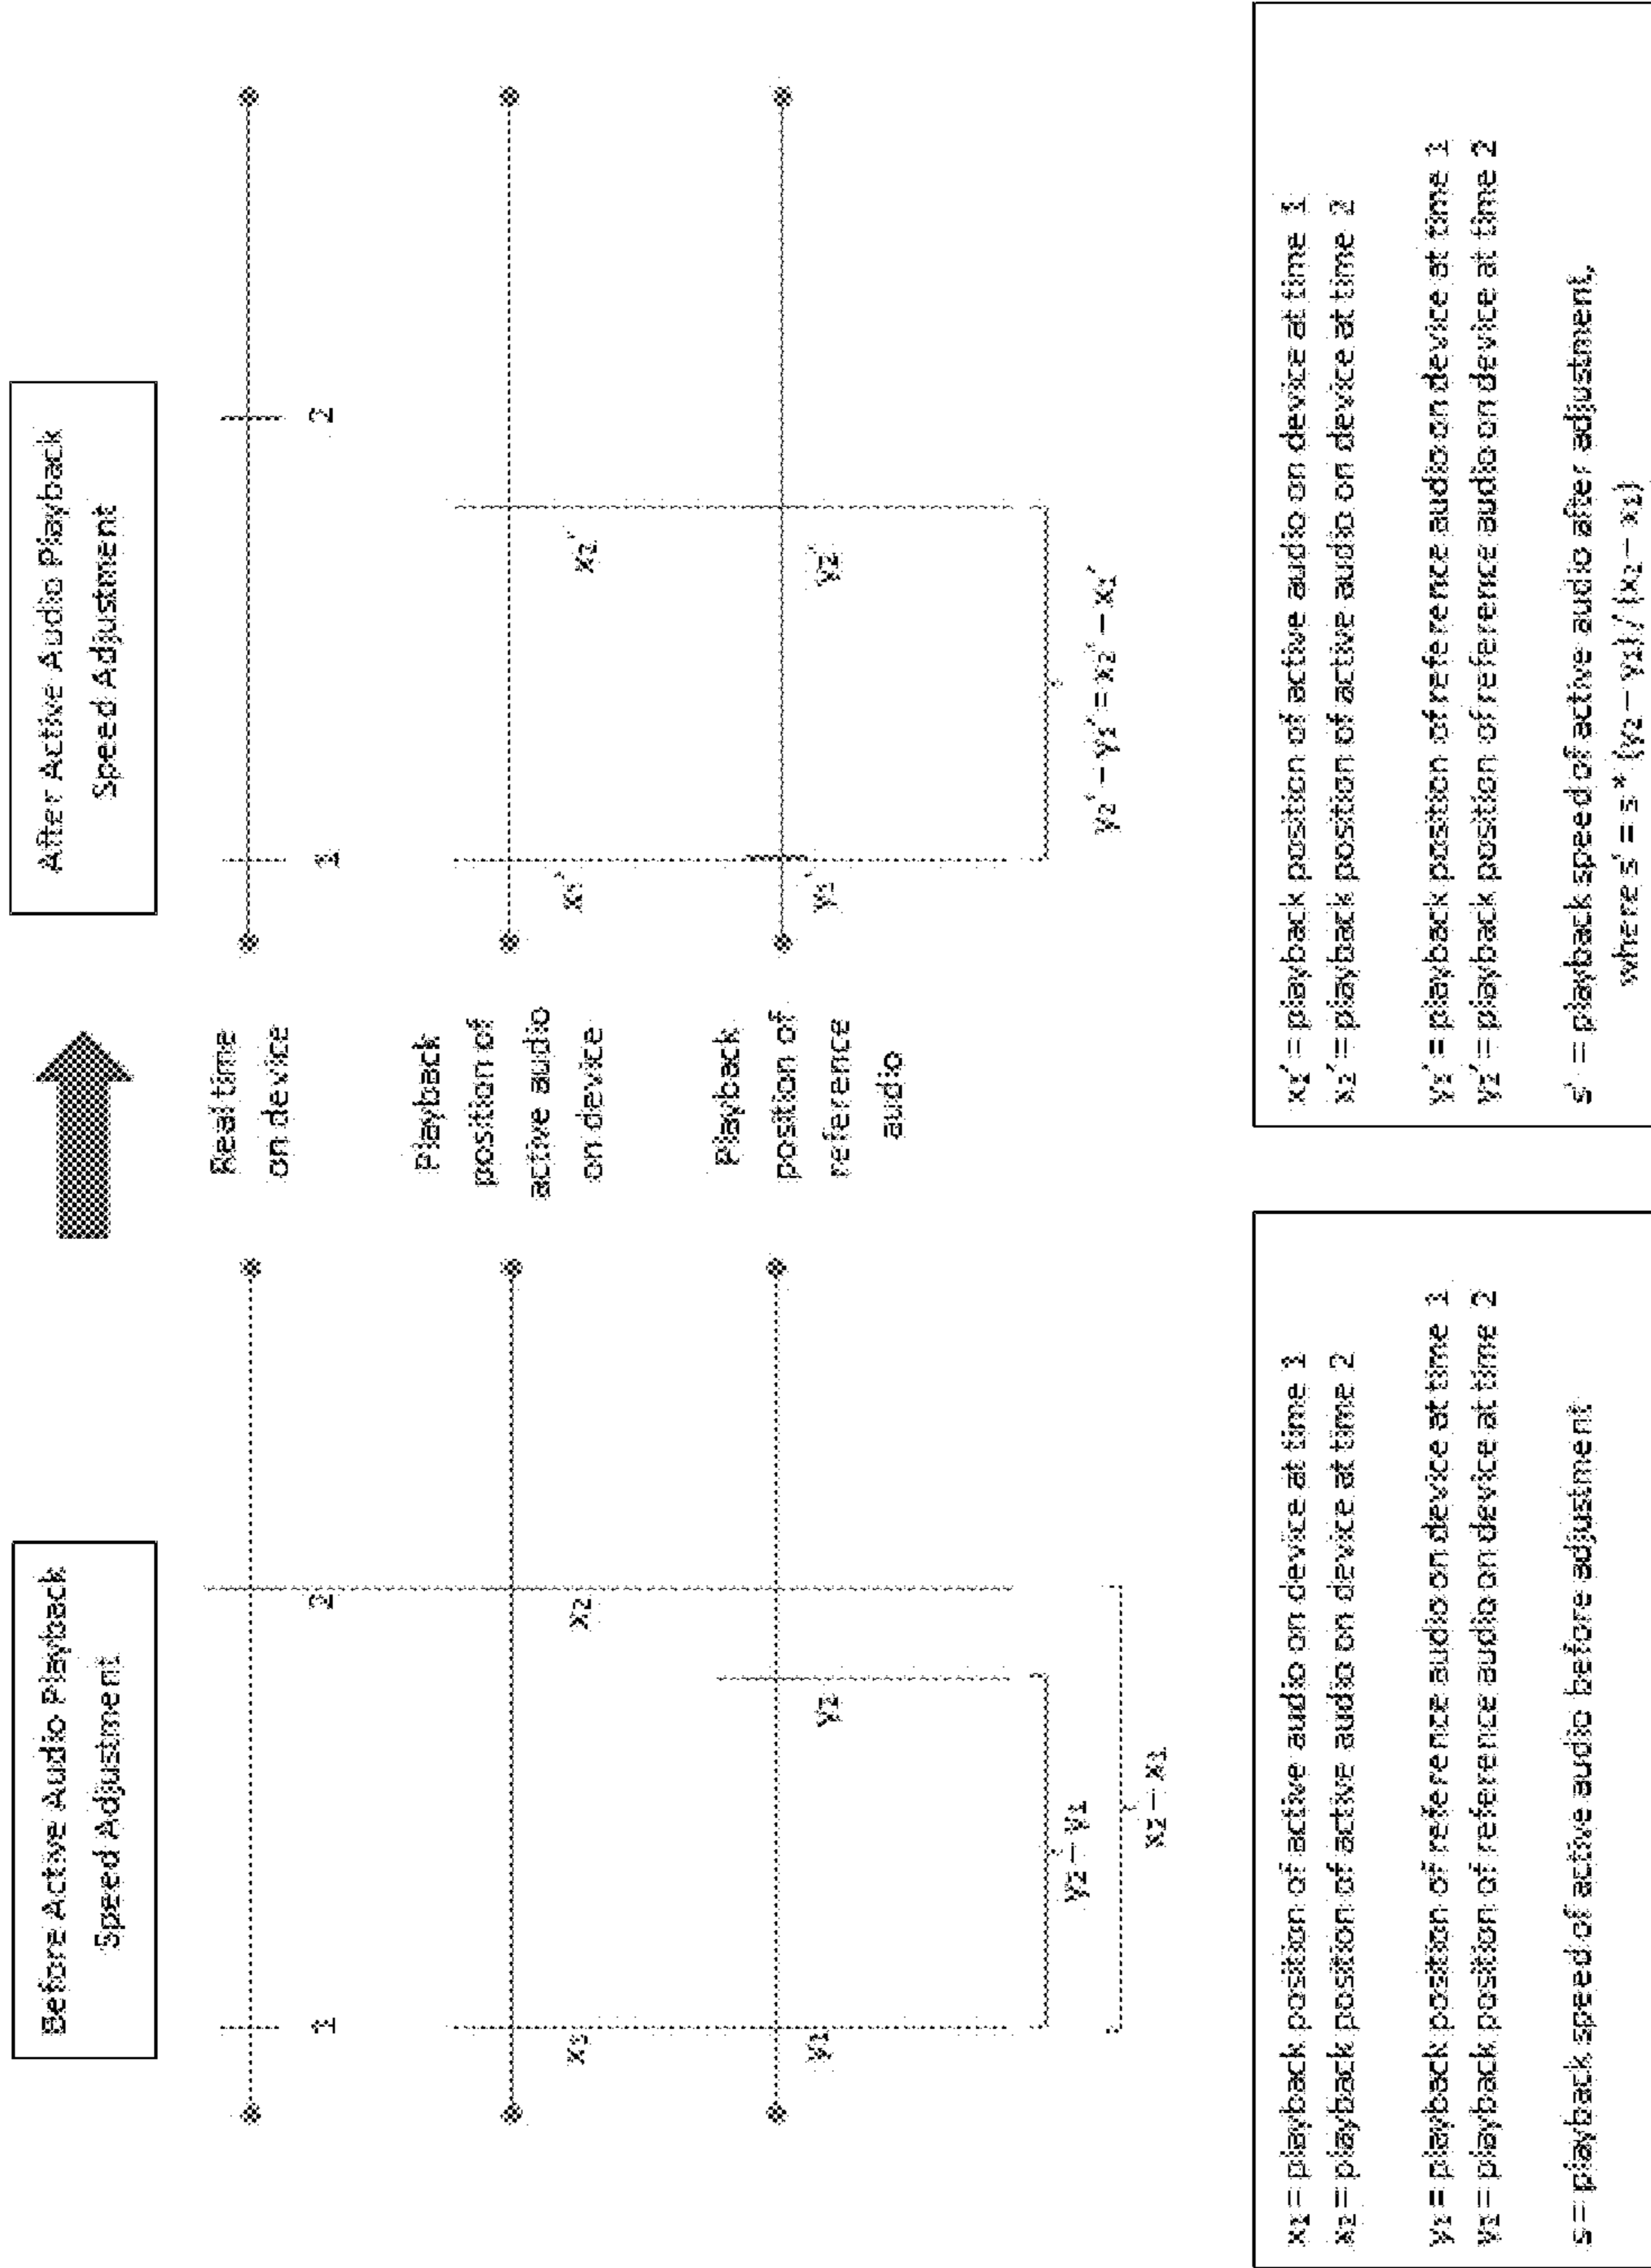 Before Active Audio Playback
Speed Adjustment
After Active Audio Playback
Speed Adjustment
1
2
Real time
on device
1
2
x₁
x₂
Playback
position of
active audio
on device
x₁′
x₂′
y₁
y₂
Playback
position of
reference
audio
y₁′
y₂′
y₂ – y₁
x₂ – x₁
y₂′ – y₁′ = x₂′ – x₁′
x₁ = playback position of active audio on device at time 1
x₂ = playback position of active audio on device at time 2
y₁ = playback position of reference audio on device at time 1
y₂ = playback position of reference audio on device at time 2
s = playback speed of active audio before adjustment
x₁′ = playback position of active audio on device at time 1
x₂′ = playback position of active audio on device at time 2
y₁′ = playback position of reference audio on device at time 1
y₂′ = playback position of reference audio on device at time 2
s′ = playback speed of active audio after adjustment,
where s′ = s * (y₂ – y₁) / (x₂ – x₁)